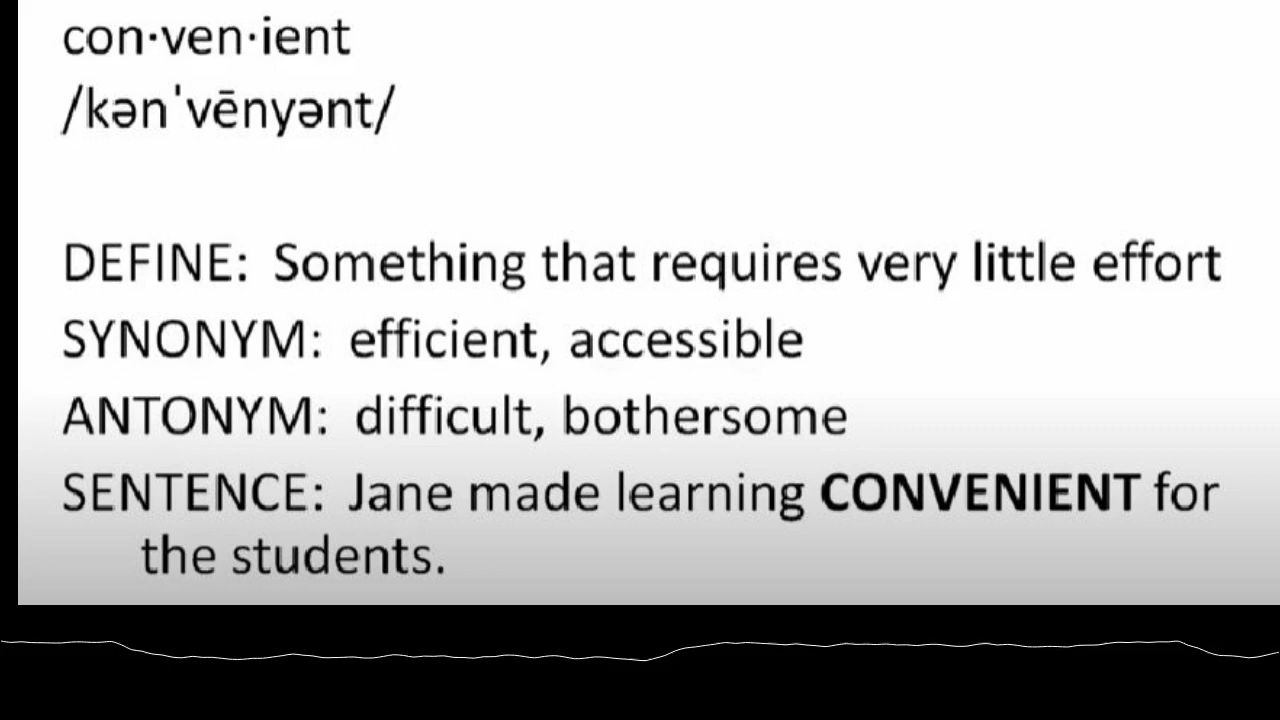 con·ven·ient
/kənˈvēnyənt/
DEFINE: Something that requires very little effort
SYNONYM: efficient, accessible
ANTONYM: difficult, bothersome
SENTENCE: Jane made learning CONVENIENT for
the students.